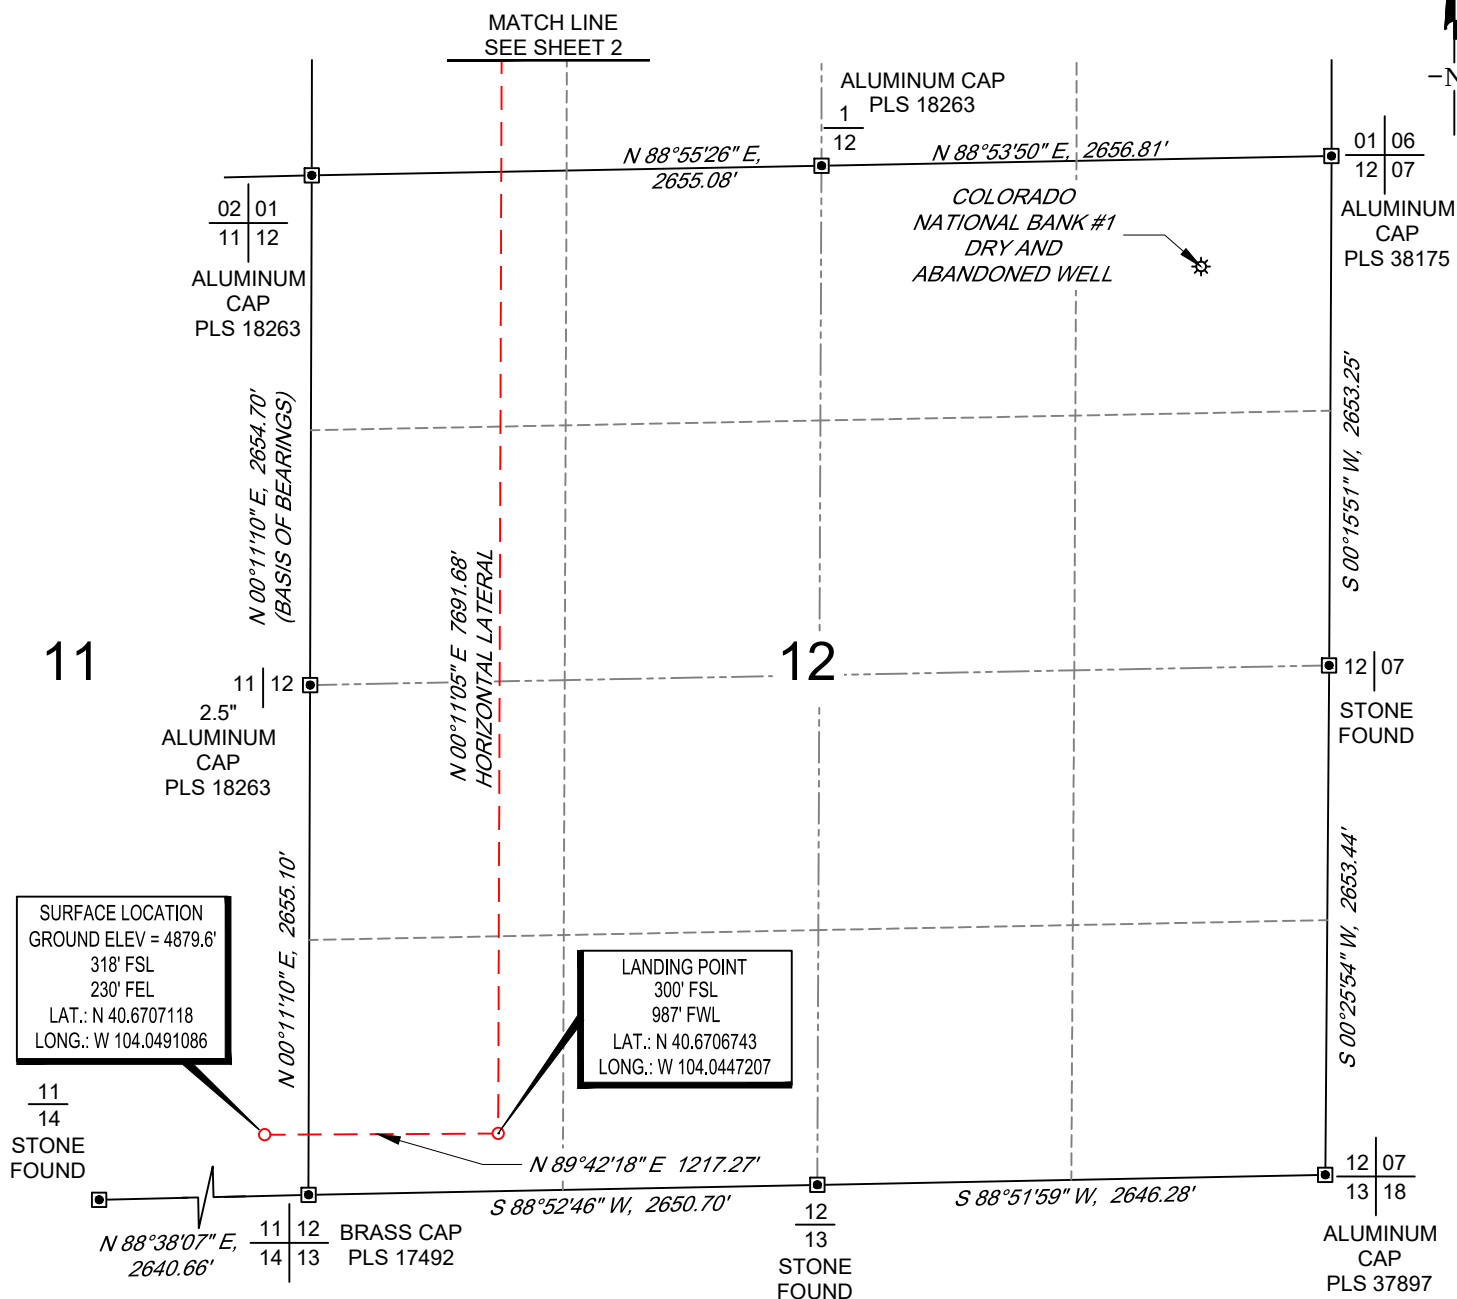 MATCH LINE
SEE SHEET 2
ALUMINUM CAP
PLS 18263
1
12
N 88°55'26" E,
2655.08'
N 88°53'50" E, 2656.81'
01 06
12 07
ALUMINUM
CAP
PLS 38175
02 01
11 12
ALUMINUM
CAP
PLS 18263
COLORADO
NATIONAL BANK #1
DRY AND
ABANDONED WELL
N 00°11'10" E, 2654.70'
(BASIS OF BEARINGS)
S 00°15'51" W, 2653.25'
N 00°11'05" E 7691.68'
HORIZONTAL LATERAL
11
12
11 12
2.5"
ALUMINUM
CAP
PLS 18263
12 07
STONE
FOUND
N 00°11'10" E, 2655.10'
S 00°25'54" W, 2653.44'
SURFACE LOCATION
GROUND ELEV = 4879.6'
318' FSL
230' FEL
LAT.: N 40.6707118
LONG.: W 104.0491086
LANDING POINT
300' FSL
987' FWL
LAT.: N 40.6706743
LONG.: W 104.0447207
11
14
STONE
FOUND
N 89°42'18" E 1217.27'
S 88°52'46" W, 2650.70'
S 88°51'59" W, 2646.28'
12 07
13 18
ALUMINUM
CAP
PLS 37897
N 88°38'07" E,
2640.66'
11 12
14 13
BRASS CAP
PLS 17492
12
13
STONE
FOUND
N